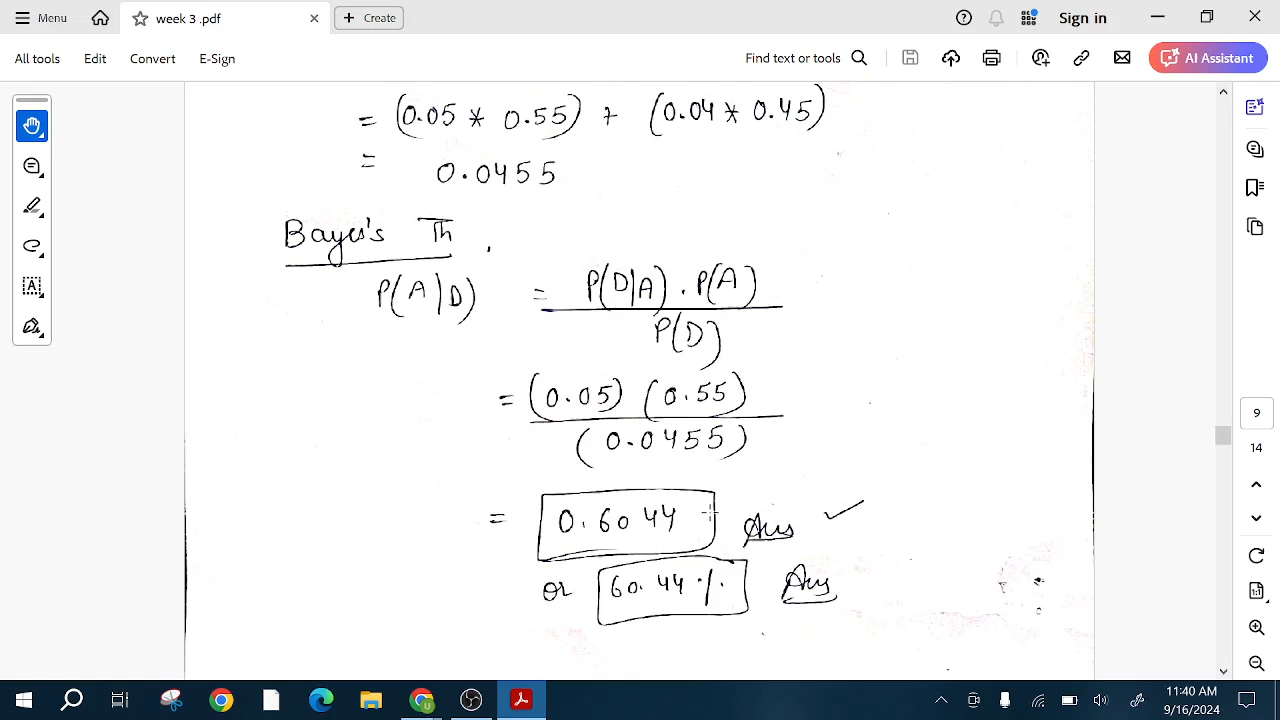 Menu
week 3 .pdf
Create
Sign in
All tools Edit Convert E-Sign
Find text or tools
AI Assistant
= (0.05 * 0.55) + (0.04 * 0.45)
= 0.0455
Bayes's Th.
P(A|D) = P(D|A) . P(A)
P(D)
= (0.05) (0.55)
(0.0455)
= 0.6044 Ans ✓
or 60.44 % Ans
9
14
11:40 AM
9/16/2024